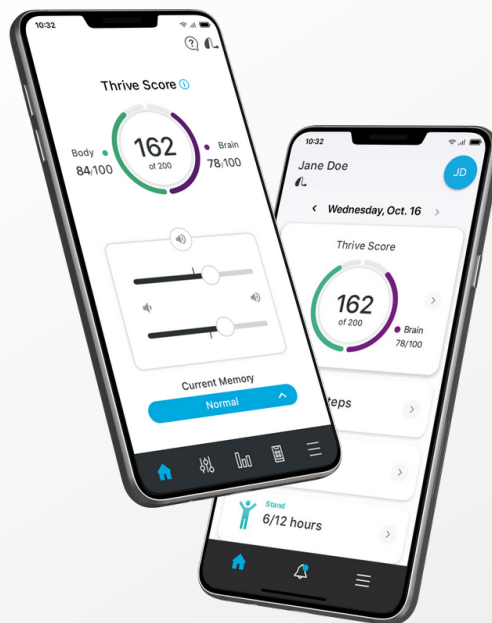 10:32
Thrive Score
Body
84/100
162
of 200
Brain
78/100
Current Memory
Normal
10:32
Jane Doe
JD
Wednesday, Oct. 16
Thrive Score
162
of 200
Brain
78/100
Stand
6/12 hours